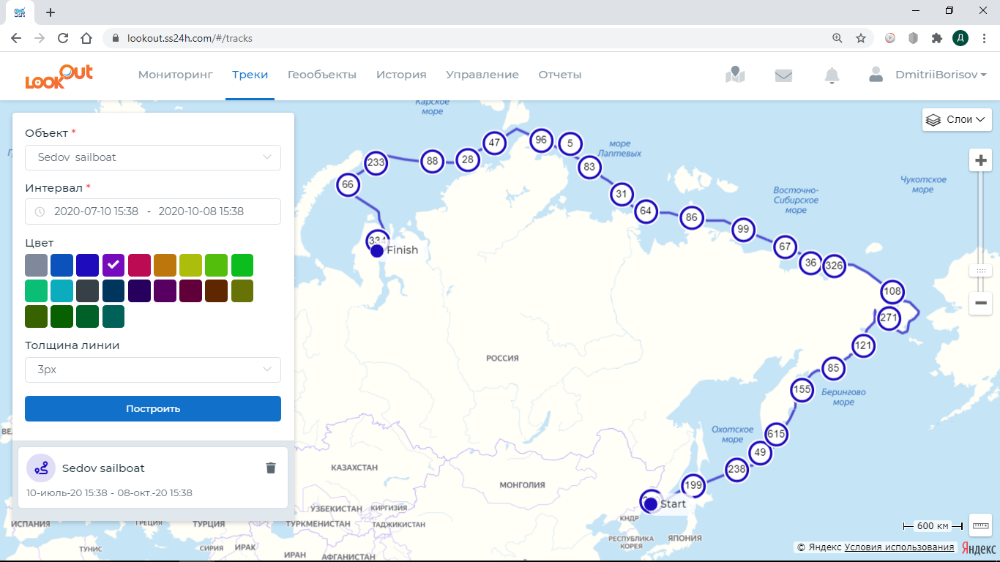 lookout.ss24h.com/#/tracks
Д
LOOKOUT
Мониторинг
Треки
Геообъекты
История
Управление
Отчеты
DmitriiBorisov
Объект *
Sedov sailboat
Интервал *
2020-07-10 15:38 - 2020-10-08 15:38
Цвет
Толщина линии
3px
Построить
Sedov sailboat
10-июль-20 15:38 - 08-окт.-20 15:38
Слои
Карское
море
море
Лаптевых
Восточно-
Сибирское
море
Чукотское
море
47
96
5
233
88
28
83
66
31
64
86
99
Finish
67
36
326
108
271
121
РОССИЯ
85
155
Берингово
море
Охотское
море
615
49
238
199
Start
КАЗАХСТАН
МОНГОЛИЯ
УЗБЕКИСТАН
КИРГИЗИЯ
ТУРКМЕНИСТАН
ТАДЖИКИСТАН
КНДР
РЕСПУБЛИКА
КОРЕЯ
ЯПОНИЯ
ИСПАНИЯ
ГРЕЦИЯ
ТУРЦИЯ
ТУНИС
СИРИЯ
ИРАК
ИРАН
АФГАНИСТАН
600 км
© Яндекс Условия использования
Яндекс